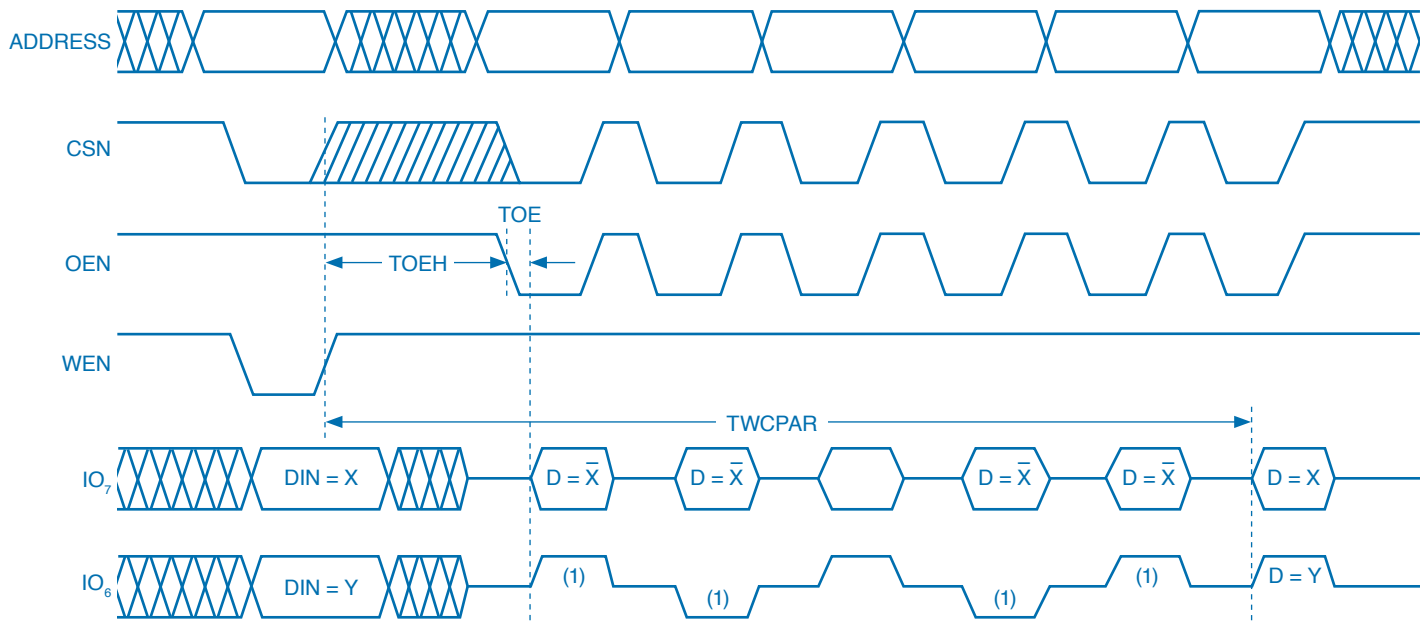 ADDRESS
CSN
TOE
OEN
TOEH
WEN
TWCPAR
IO₇ DIN = X D = X̅ D = X̅ D = X̅ D = X̅ D = X
IO₆ DIN = Y (1) (1) (1) (1) D = Y